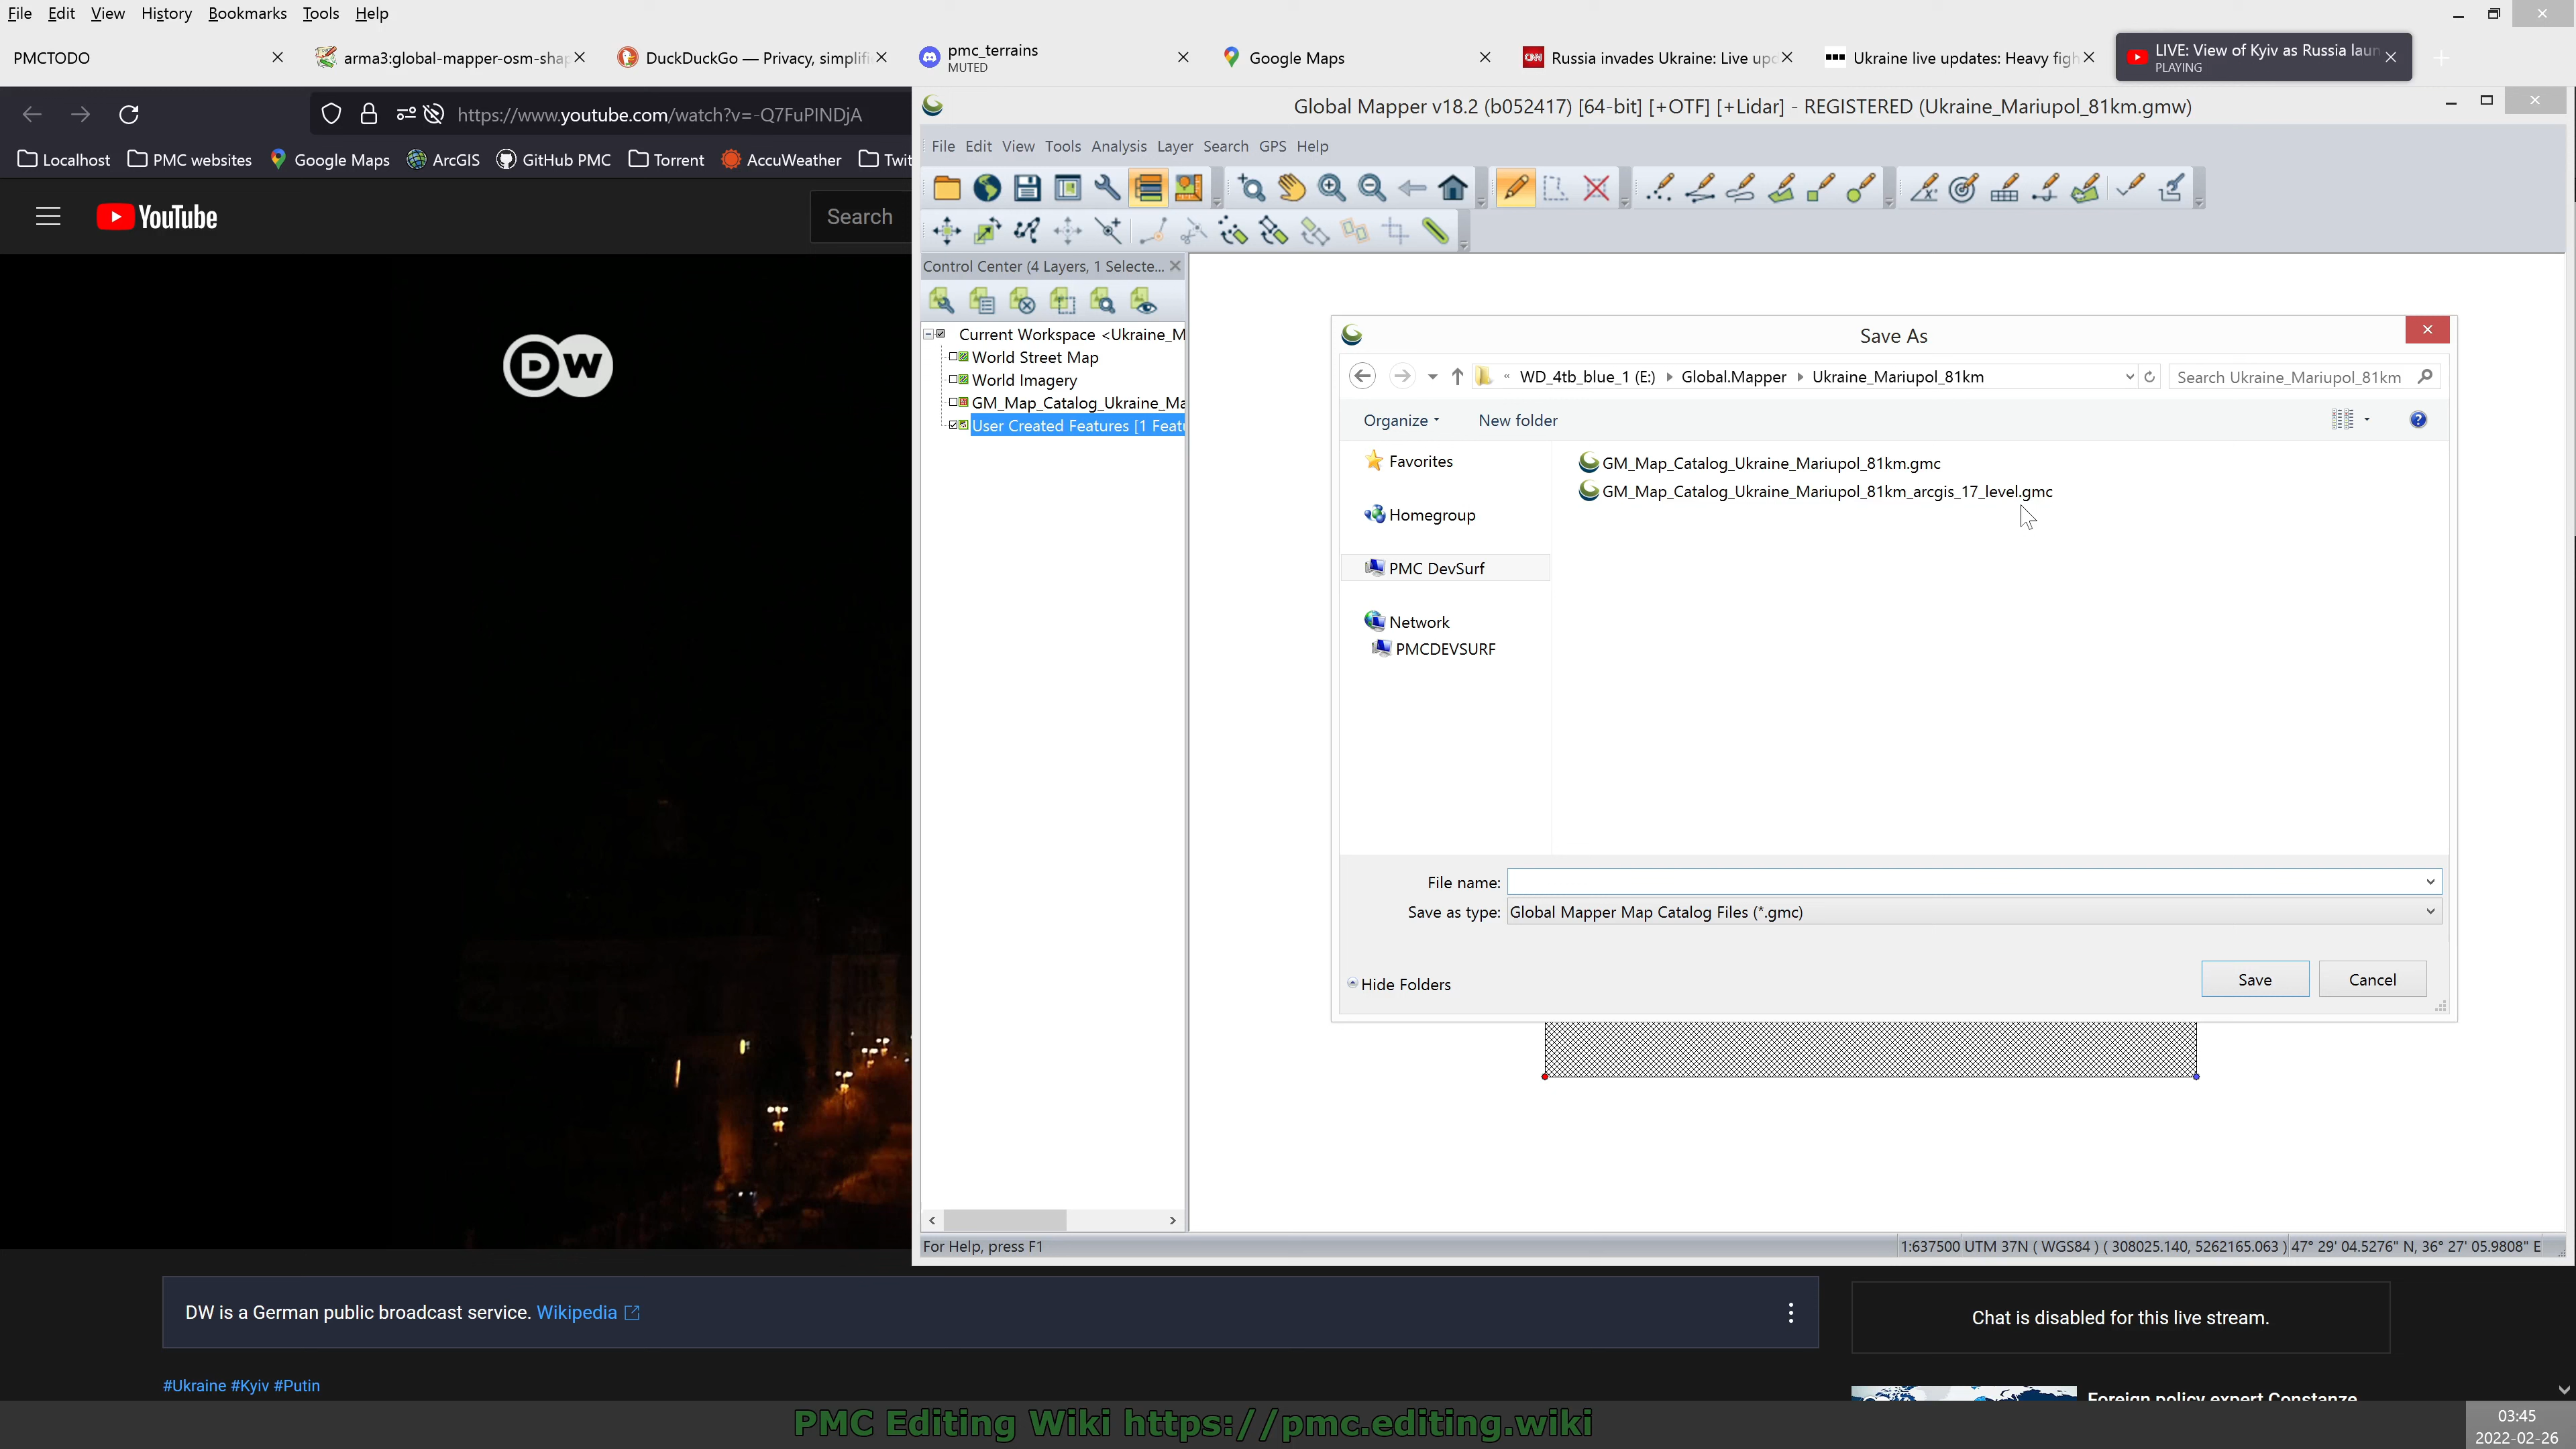 File Edit View History Bookmarks Tools Help
PMCTODO
arma3:global-mapper-osm-shap
DuckDuckGo — Privacy, simplifi
pmc_terrains
MUTED
Google Maps
CNN Russia invades Ukraine: Live upd
Ukraine live updates: Heavy figh
LIVE: View of Kyiv as Russia laun
PLAYING
https://www.youtube.com/watch?v=-Q7FuPINDjA
Localhost PMC websites Google Maps ArcGIS GitHub PMC Torrent AccuWeather Twit
YouTube
Search
DW
Global Mapper v18.2 (b052417) [64-bit] [+OTF] [+Lidar] - REGISTERED (Ukraine_Mariupol_81km.gmw)
File Edit View Tools Analysis Layer Search GPS Help
Control Center (4 Layers, 1 Selecte...
Current Workspace <Ukraine_M
World Street Map
World Imagery
GM_Map_Catalog_Ukraine_Ma
User Created Features [1 Featu
Save As
« WD_4tb_blue_1 (E:) Global.Mapper Ukraine_Mariupol_81km
Search Ukraine_Mariupol_81km
Organize New folder
Favorites
Homegroup
PMC DevSurf
Network
PMCDEVSURF
GM_Map_Catalog_Ukraine_Mariupol_81km.gmc
GM_Map_Catalog_Ukraine_Mariupol_81km_arcgis_17_level.gmc
File name:
Save as type: Global Mapper Map Catalog Files (*.gmc)
Hide Folders
Save Cancel
For Help, press F1
1:637500 UTM 37N ( WGS84 ) ( 308025.140, 5262165.063 ) 47° 29' 04.5276" N, 36° 27' 05.9808" E
DW is a German public broadcast service. Wikipedia
Chat is disabled for this live stream.
#Ukraine #Kyiv #Putin
Foreign policy expert Constanze
PMC Editing Wiki https://pmc.editing.wiki
03:45
2022-02-26